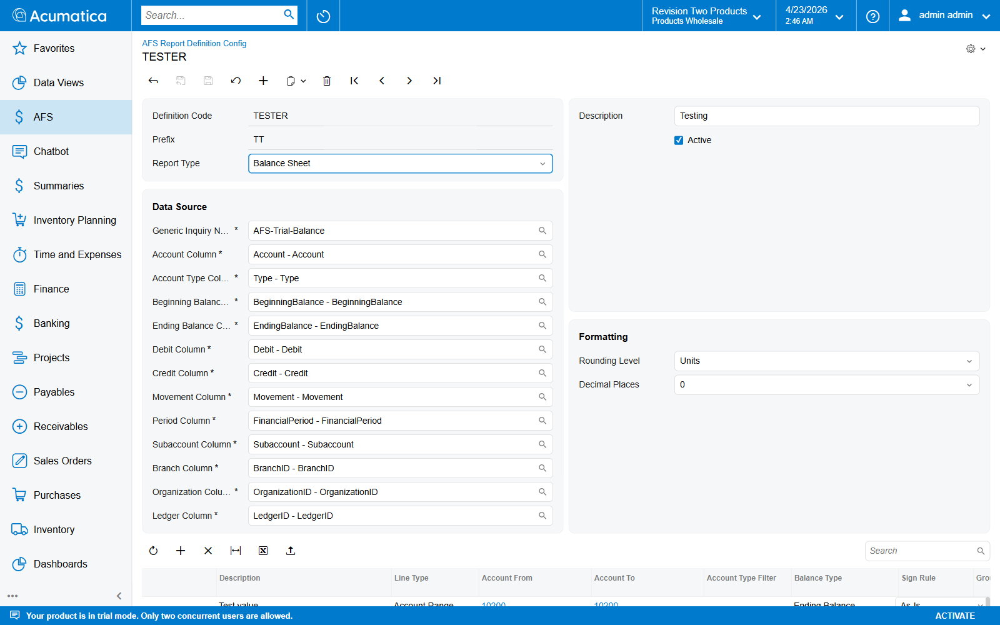 Acumatica
Search...
Revision Two Products
Products Wholesale
4/23/2026
2:46 AM
admin admin
Favorites
Data Views
AFS
Chatbot
Summaries
Inventory Planning
Time and Expenses
Finance
Banking
Projects
Payables
Receivables
Sales Orders
Purchases
Inventory
Dashboards
AFS Report Definition Config
TESTER
Definition Code TESTER
Prefix TT
Report Type Balance Sheet
Description Testing
Active
Data Source
Generic Inquiry N... * AFS-Trial-Balance
Account Column * Account - Account
Account Type Col... * Type - Type
Beginning Balanc... * BeginningBalance - BeginningBalance
Ending Balance C... * EndingBalance - EndingBalance
Debit Column * Debit - Debit
Credit Column * Credit - Credit
Movement Column * Movement - Movement
Period Column * FinancialPeriod - FinancialPeriod
Subaccount Column * Subaccount - Subaccount
Branch Column * BranchID - BranchID
Organization Colu... * OrganizationID - OrganizationID
Ledger Column * LedgerID - LedgerID
Formatting
Rounding Level Units
Decimal Places 0
Search
Description Line Type Account From Account To Account Type Filter Balance Type Sign Rule Gro
Test value Account Range 10200 10200 Ending Balance As Is
Your product is in trial mode. Only two concurrent users are allowed.
ACTIVATE